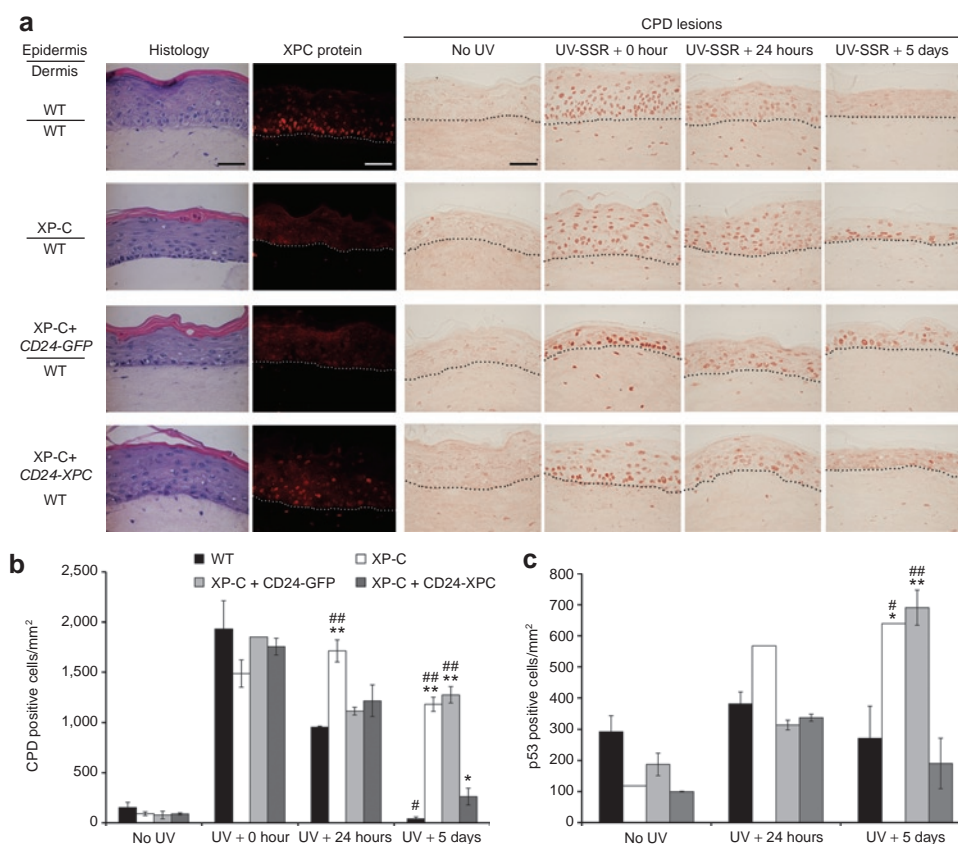 a
CPD lesions
Epidermis
Dermis
Histology
XPC protein
No UV
UV-SSR + 0 hour
UV-SSR + 24 hours
UV-SSR + 5 days
WT
WT
XP-C
WT
XP-C+
CD24-GFP
WT
XP-C+
CD24-XPC
WT
b
WT
XP-C
XP-C + CD24-GFP
XP-C + CD24-XPC
CPD positive cells/mm²
2,500
2,000
1,500
1,000
500
0
##
**
##
**
##
**
#
*
No UV
UV + 0 hour
UV + 24 hours
UV + 5 days
c
p53 positive cells/mm²
800
700
600
500
400
300
200
100
0
#
*
##
**
No UV
UV + 24 hours
UV + 5 days